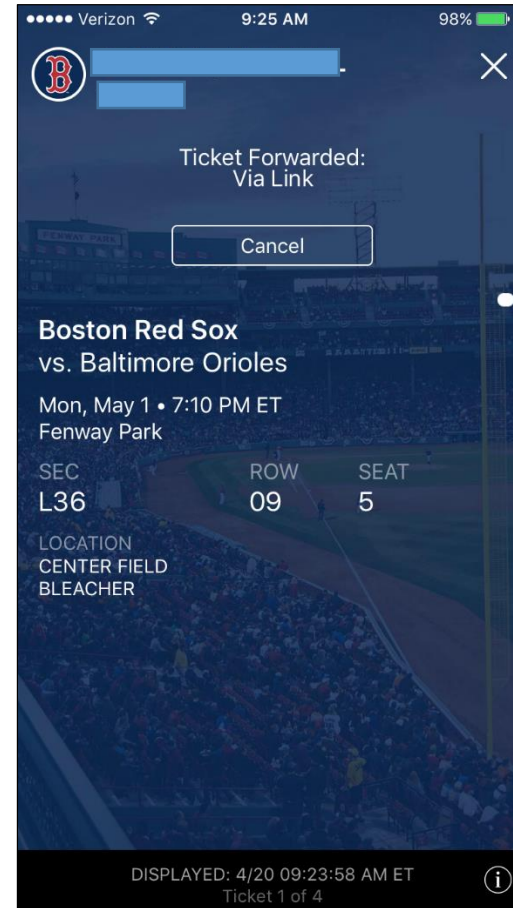 Verizon 9:25 AM 98%
B
Ticket Forwarded:
Via Link
Cancel
FENWAY PARK
Boston Red Sox
vs. Baltimore Orioles
Mon, May 1 • 7:10 PM ET
Fenway Park
SEC ROW SEAT
L36 09 5
LOCATION
CENTER FIELD
BLEACHER
DISPLAYED: 4/20 09:23:58 AM ET
Ticket 1 of 4
i